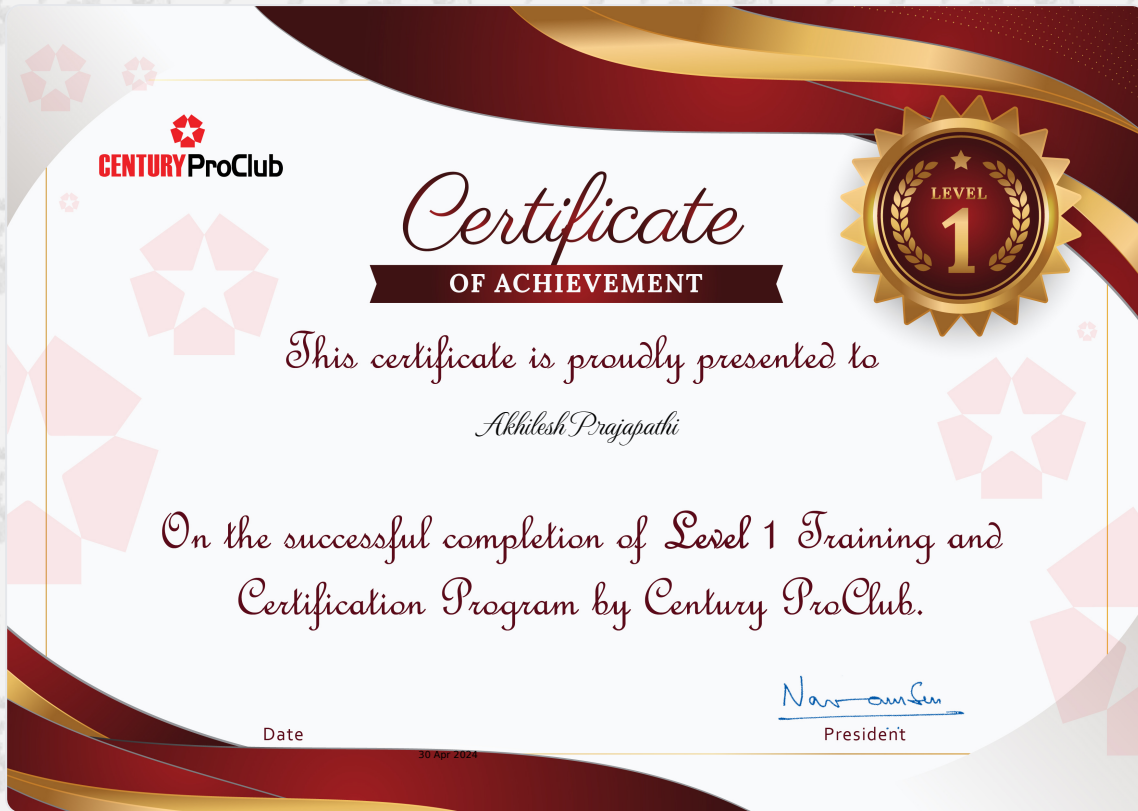 CENTURY ProClub
LEVEL
1
Certificate
OF ACHIEVEMENT
This certificate is proudly presented to
Akhilesh Prajapathi
On the successful completion of Level 1 Training and
Certification Program by Century ProClub.
Date
30 Apr 2024
President